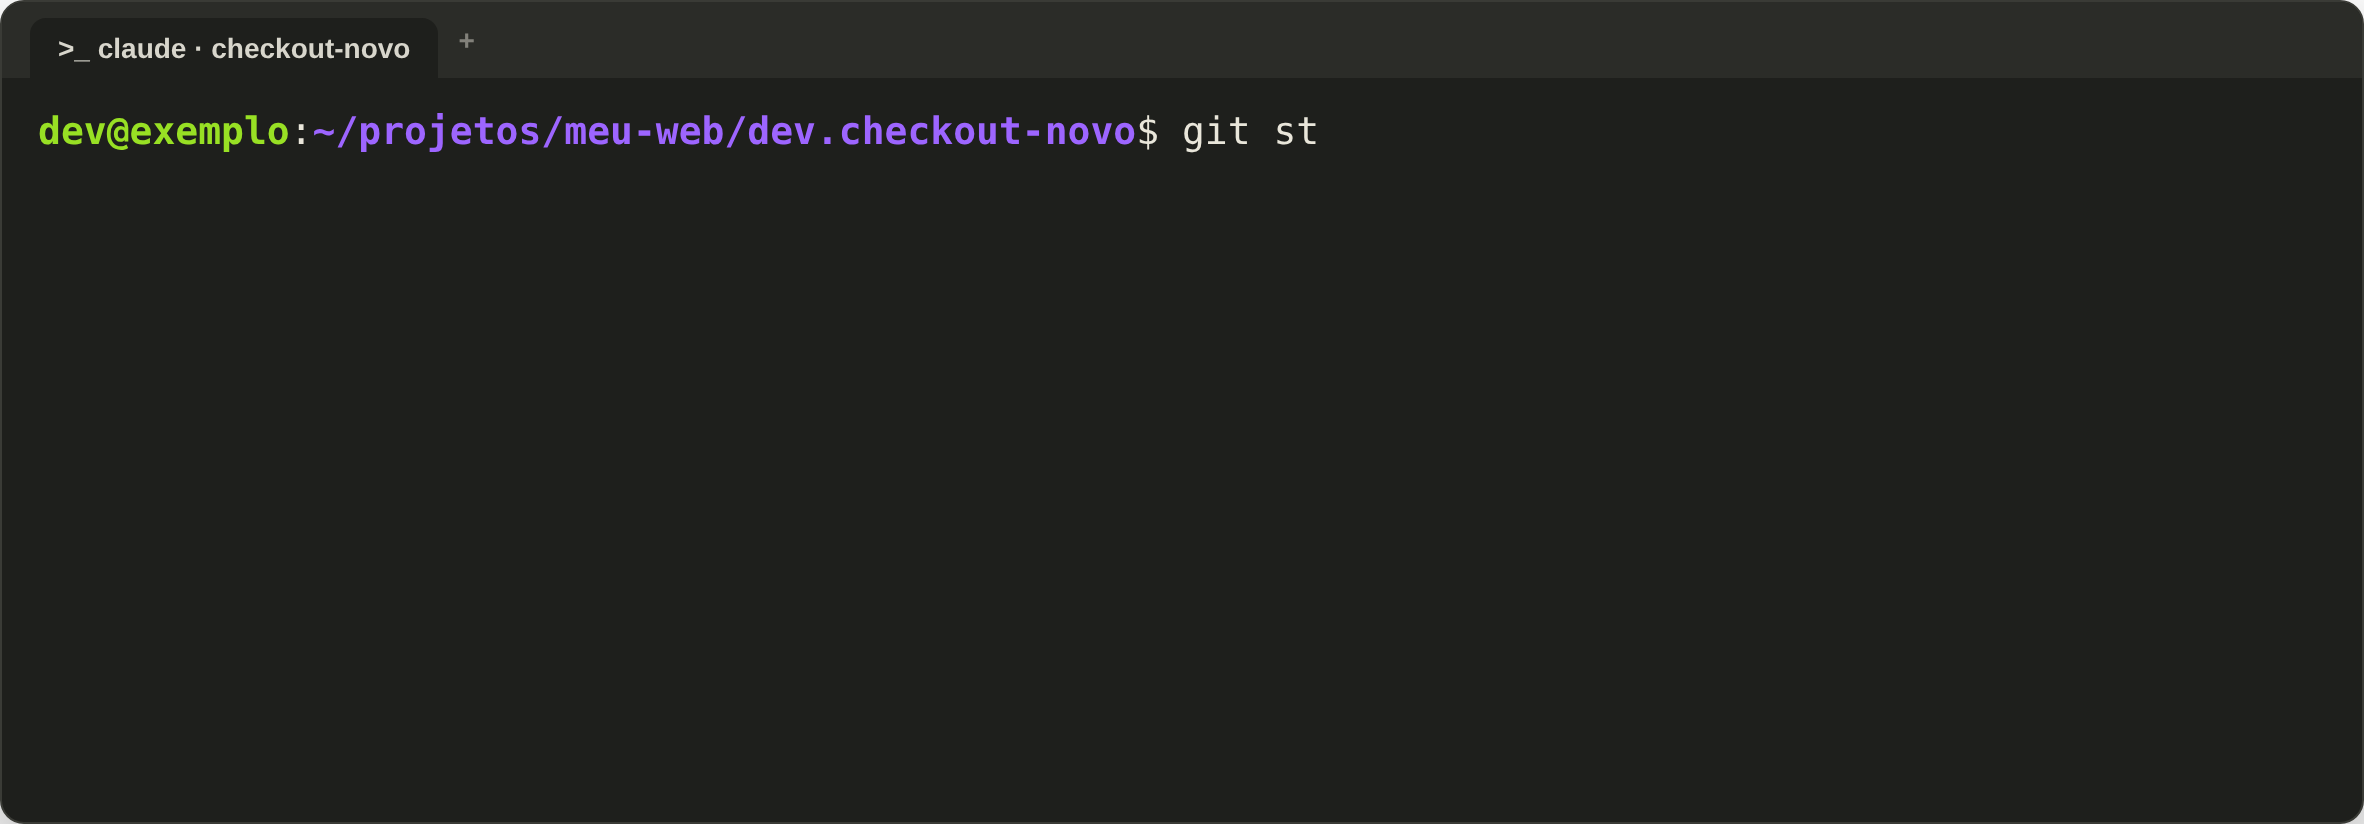 >_ claude · checkout-novo +
dev@exemplo:~/projetos/meu-web/dev.checkout-novo$ git st